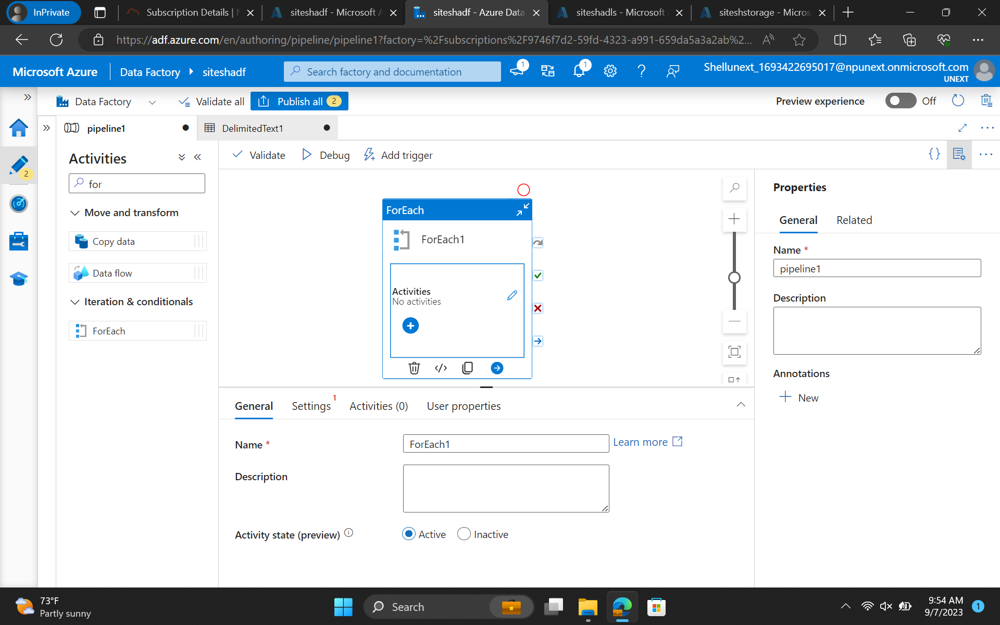 InPrivate
Subscription Details |
siteshadf - Microsoft A
siteshadf - Azure Data
siteshadls - Microsoft
siteshstorage - Micros
https://adf.azure.com/en/authoring/pipeline/pipeline1?factory=%2Fsubscriptions%2F9746f7d2-59fd-4323-a991-659da5a3a2ab%2...
Microsoft Azure
Data Factory
siteshadf
Search factory and documentation
1
1
Shellunext_1693422695017@npunext.onmicrosoft.com
UNEXT
Data Factory
Validate all
Publish all 2
Preview experience
Off
pipeline1
DelimitedText1
2
Activities
for
Move and transform
Copy data
Data flow
Iteration & conditionals
ForEach
Validate
Debug
Add trigger
{}
ForEach
ForEach1
Activities
No activities
Properties
General
Related
Name *
pipeline1
Description
Annotations
New
General
Settings 1
Activities (0)
User properties
Name *
ForEach1
Learn more
Description
Activity state (preview)
Active
Inactive
73°F
Partly sunny
Search
9:54 AM
9/7/2023
1